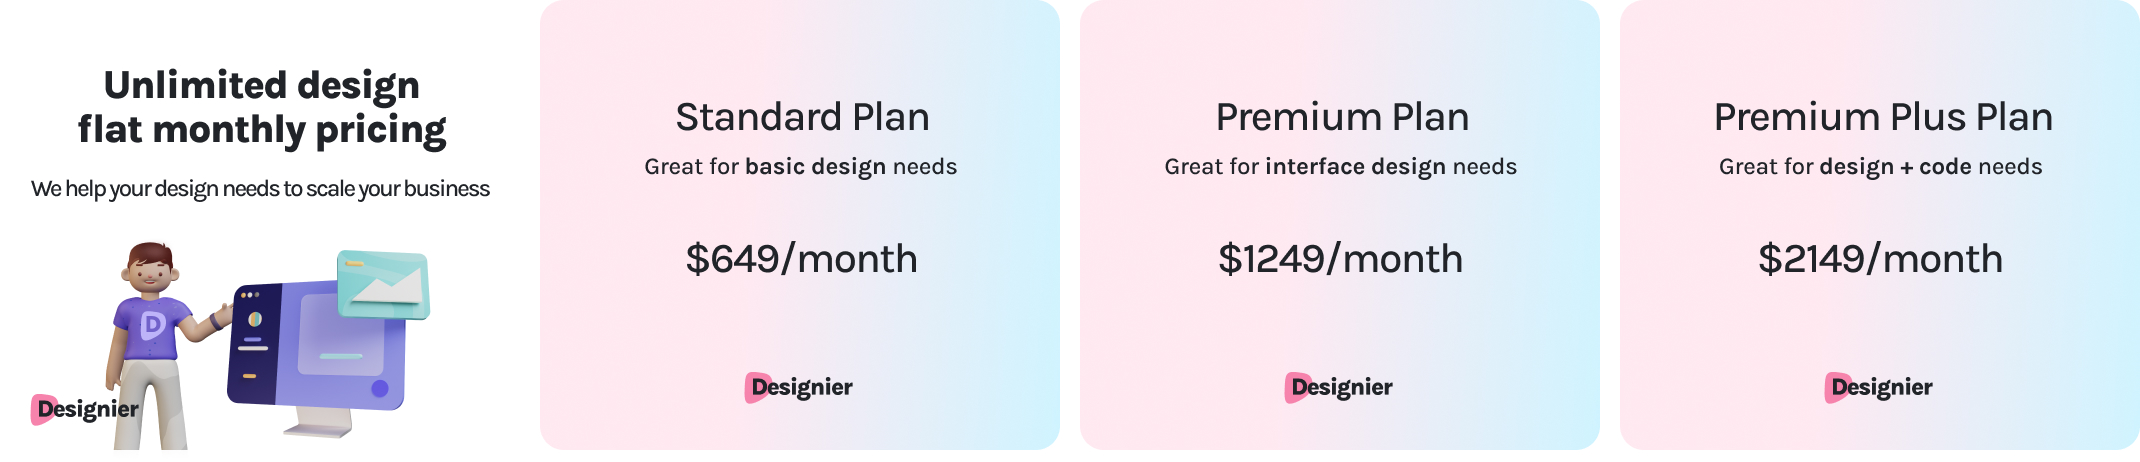 Unlimited design
flat monthly pricing
We help your design needs to scale your business
D
Designier
Standard Plan
Great for basic design needs
$649/month
Designier
Premium Plan
Great for interface design needs
$1249/month
Designier
Premium Plus Plan
Great for design + code needs
$2149/month
Designier